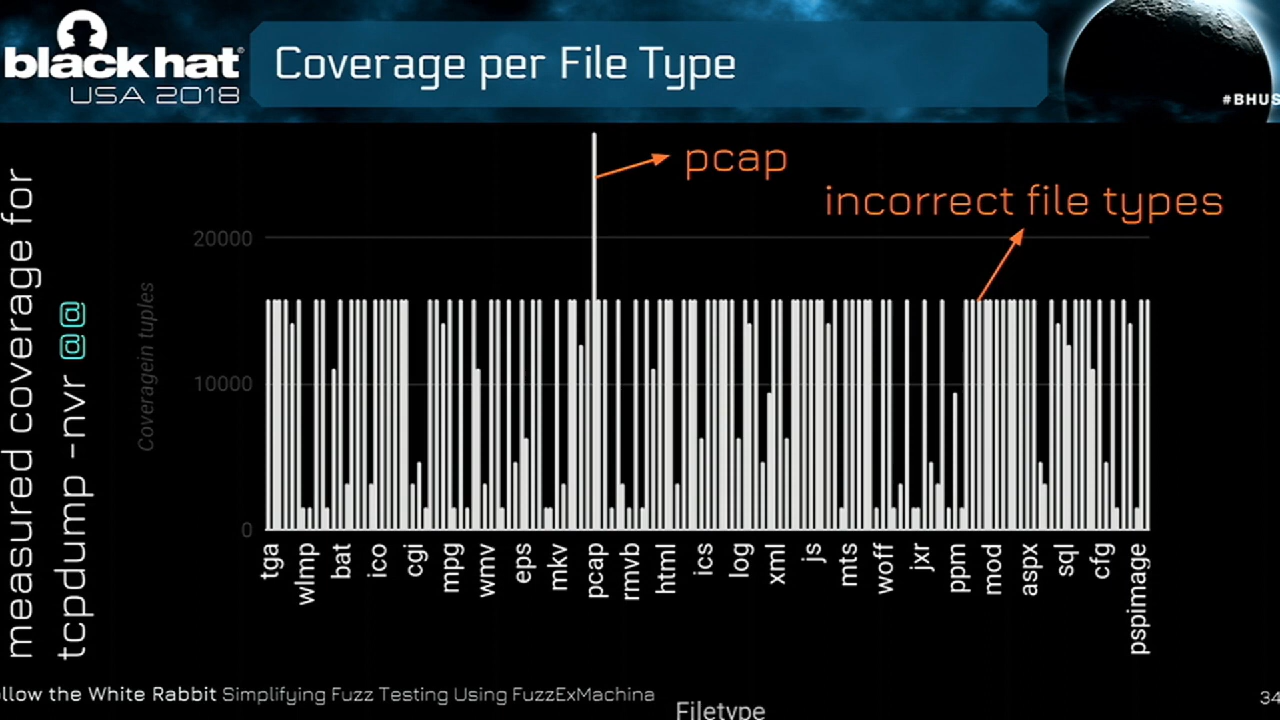 black hat
USA 2018
Coverage per File Type
#BHUS
measured coverage for
tcpdump -nvr @@
Coveragein tuples
pcap
incorrect file types
20000
10000
0
tga
wlmp
bat
ico
cgi
mpg
wmv
eps
mkv
pcap
rmvb
html
ics
log
xml
js
mts
woff
jxr
ppm
mod
aspx
sql
cfg
pspimage
Filetype
ollow the White Rabbit Simplifying Fuzz Testing Using FuzzExMachina
34